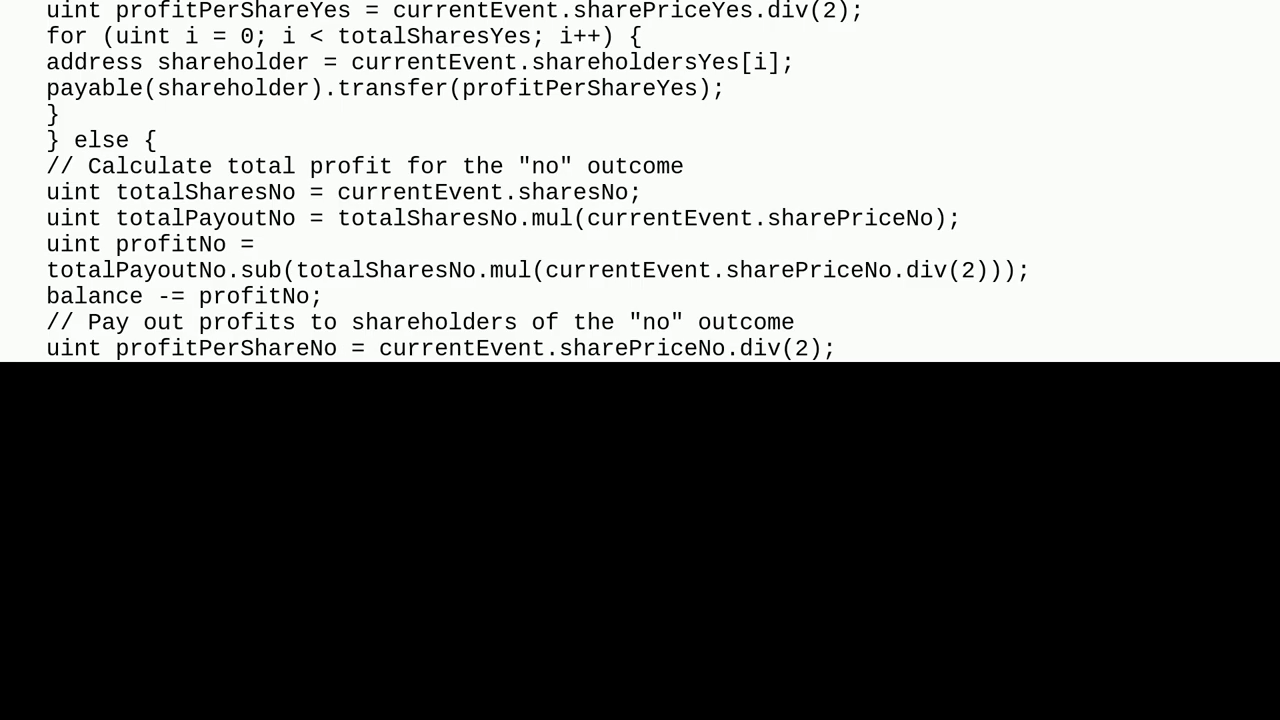 uint profitPerShareYes = currentEvent.sharePriceYes.div(2);
for (uint i = 0; i < totalSharesYes; i++) {
address shareholder = currentEvent.shareholdersYes[i];
payable(shareholder).transfer(profitPerShareYes);
}
} else {
// Calculate total profit for the "no" outcome
uint totalSharesNo = currentEvent.sharesNo;
uint totalPayoutNo = totalSharesNo.mul(currentEvent.sharePriceNo);
uint profitNo =
totalPayoutNo.sub(totalSharesNo.mul(currentEvent.sharePriceNo.div(2)));
balance -= profitNo;
// Pay out profits to shareholders of the "no" outcome
uint profitPerShareNo = currentEvent.sharePriceNo.div(2);